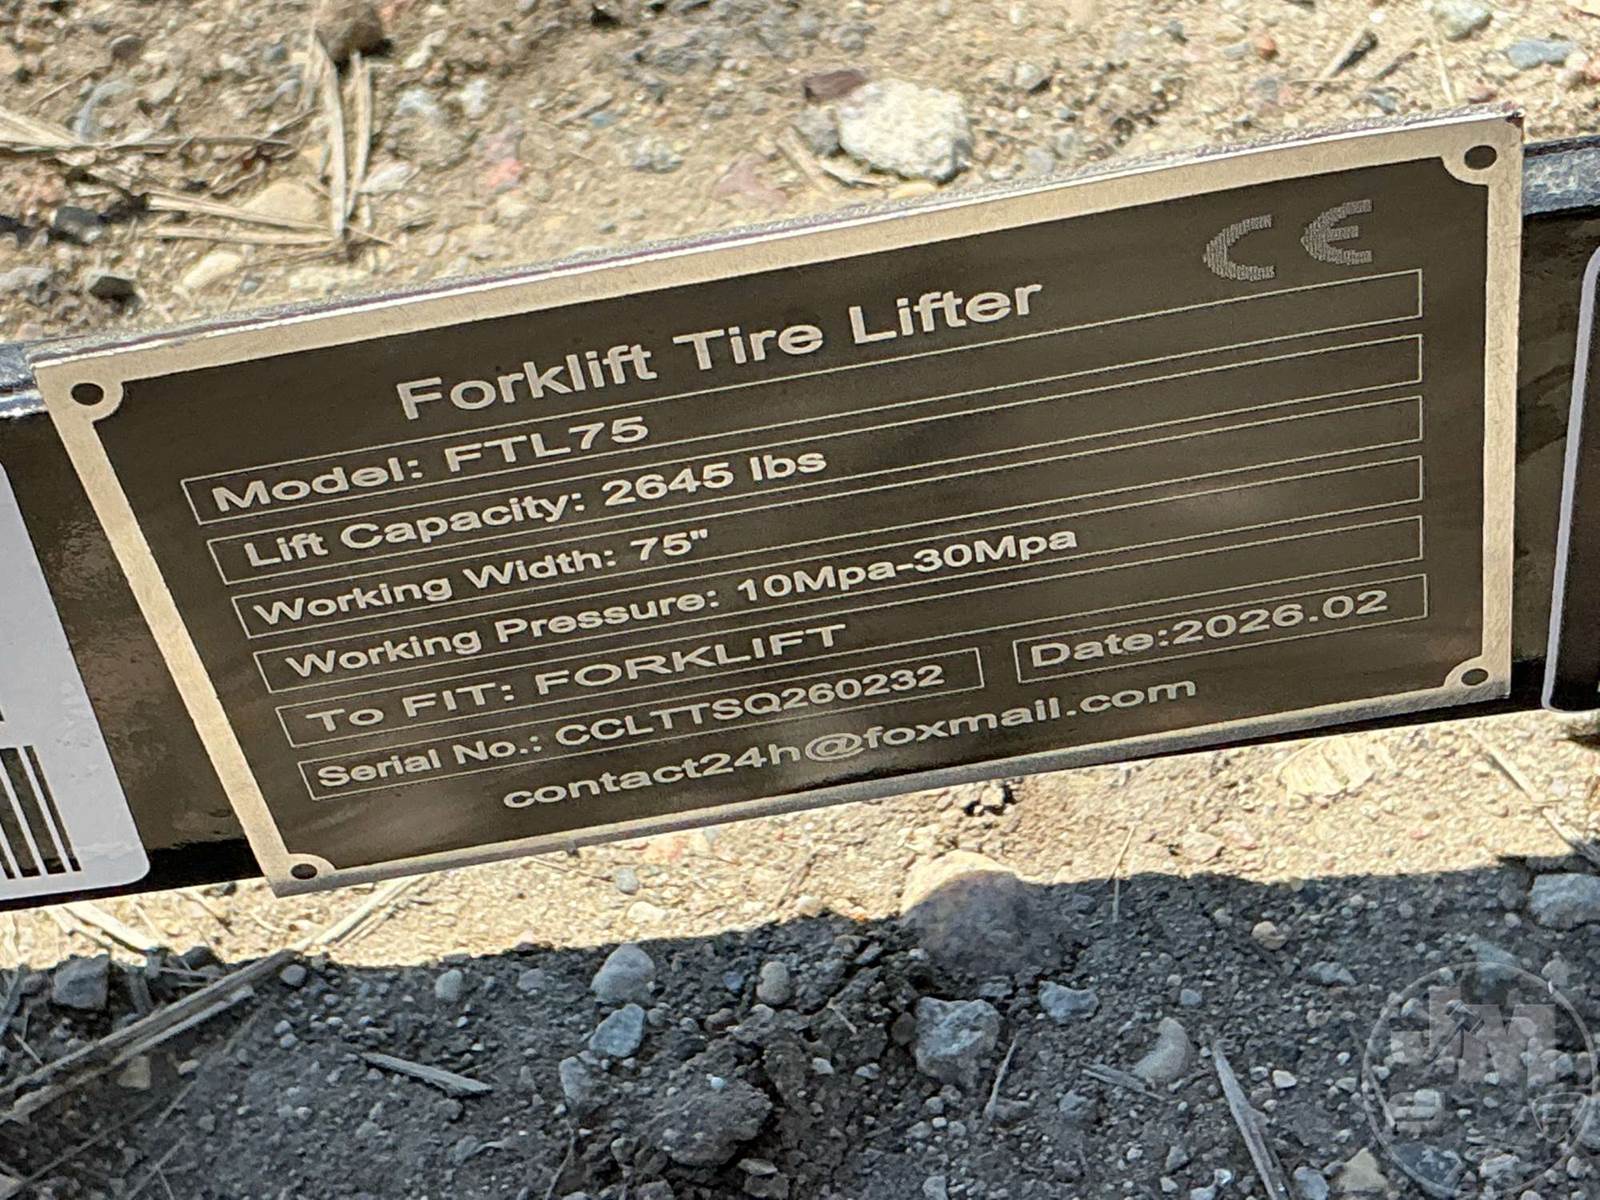 CE
Forklift Tire Lifter
Model: FTL75
Lift Capacity: 2645 lbs
Working Width: 75"
Working Pressure: 10Mpa-30Mpa
To FIT: FORKLIFT
Serial No.: CCLTTSQ260232 Date:2026.02
contact24h@foxmail.com
JM